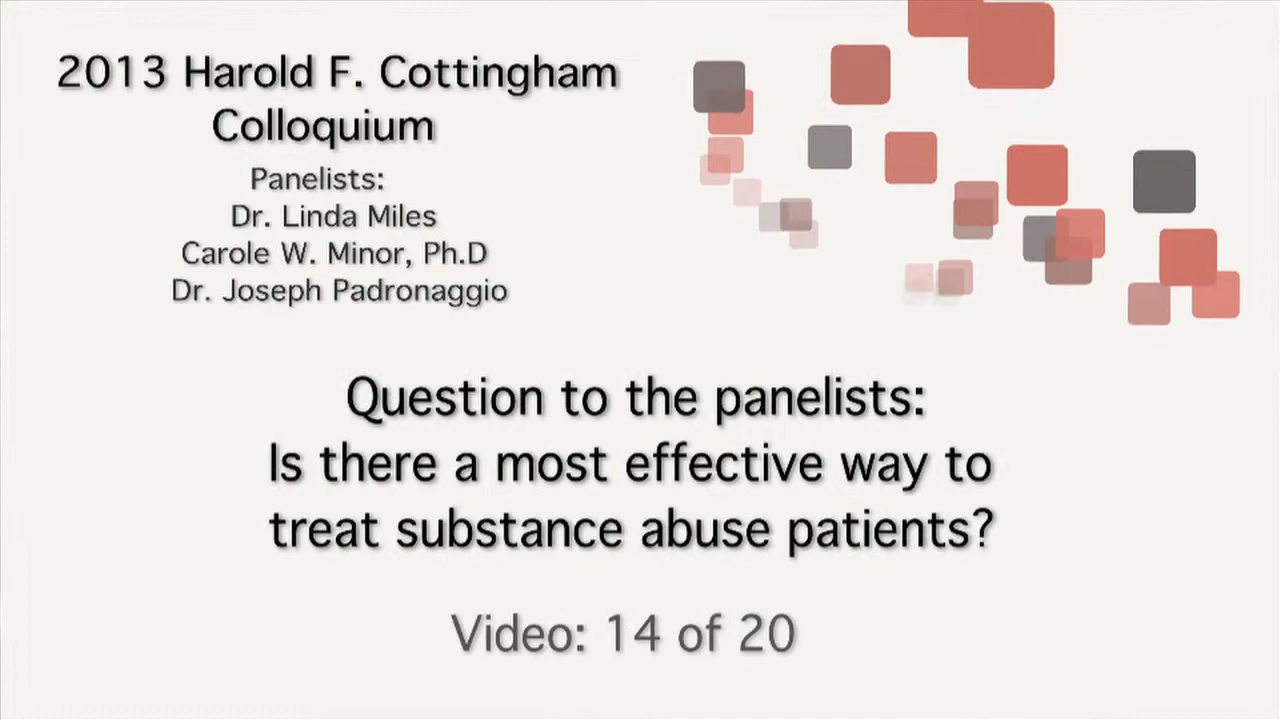 2013 Harold F. Cottingham
Colloquium
Panelists:
Dr. Linda Miles
Carole W. Minor, Ph.D
Dr. Joseph Padronaggio
Question to the panelists:
Is there a most effective way to
treat substance abuse patients?
Video: 14 of 20